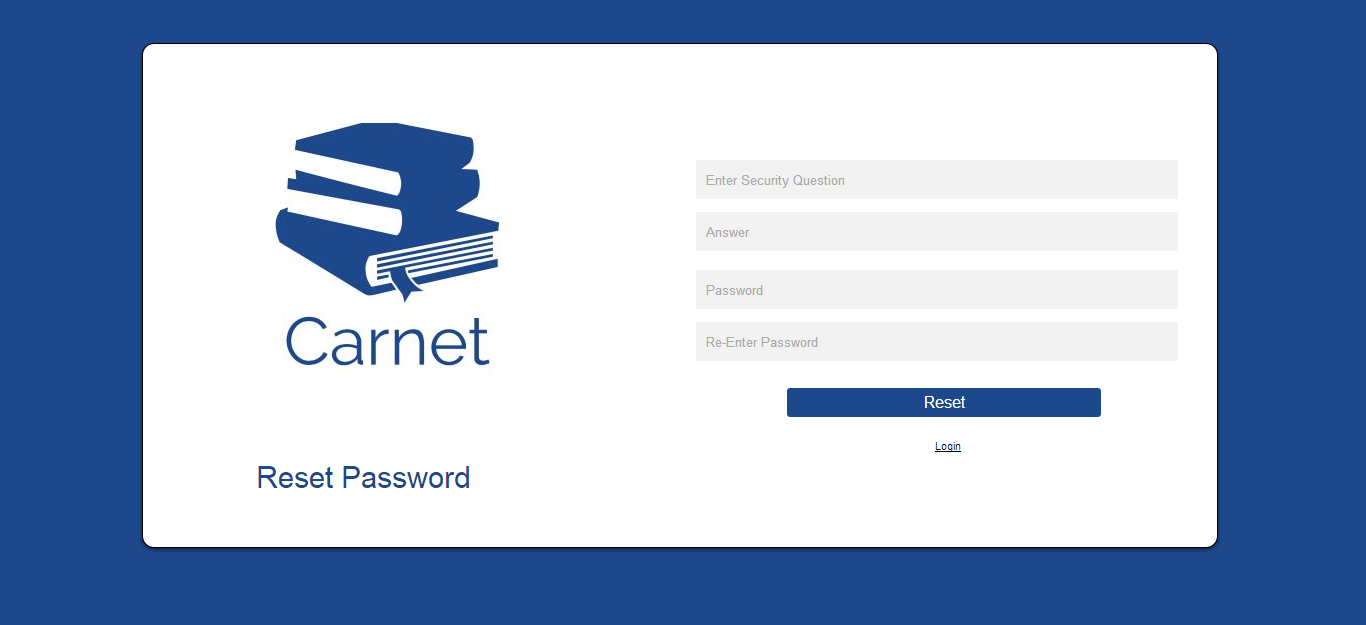 Carnet
Reset Password
Enter Security Question
Answer
Password
Re-Enter Password
Reset
Login